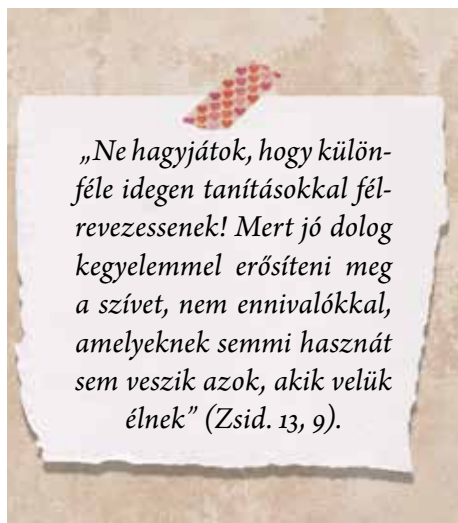 „Ne hagyjátok, hogy külön-
féle idegen tanításokkal fél-
revezessenek! Mert jó dolog
kegyelemmel erősíteni meg
a szívet, nem ennivalókkal,
amelyeknek semmi hasznát
sem veszik azok, akik velük
élnek” (Zsid. 13, 9).